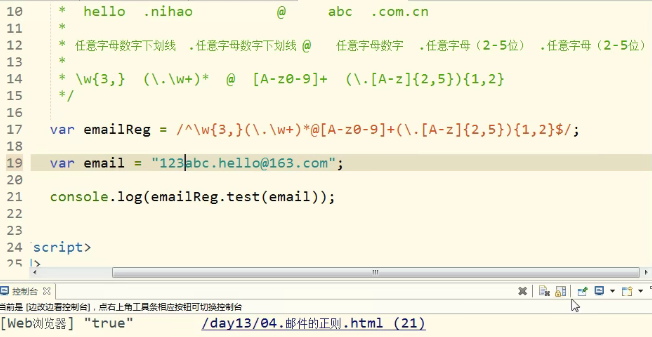 10 * hello .nihao @ abc .com.cn
11 *
12 * 任意字母数字下划线 .任意字母数字下划线 @ 任意字母数字 .任意字母（2-5位） .任意字母（2-5位）
13 *
14 * \w{3,} (\.\w+)* @ [A-z0-9]+ (\.[A-z]{2,5}){1,2}
15 */
16
17 var emailReg = /^\w{3,}(\.\w+)*@[A-z0-9]+(\.[A-z]{2,5}){1,2}$/;
18
19 var email = "123abc.hello@163.com";
20
21 console.log(emailReg.test(email));
22
23
24 script>
25 >
控制台
当前是 [边改边看控制台]，点右上角工具条相应按钮可切换控制台
[Web浏览器] "true" /day13/04.邮件的正则.html (21)